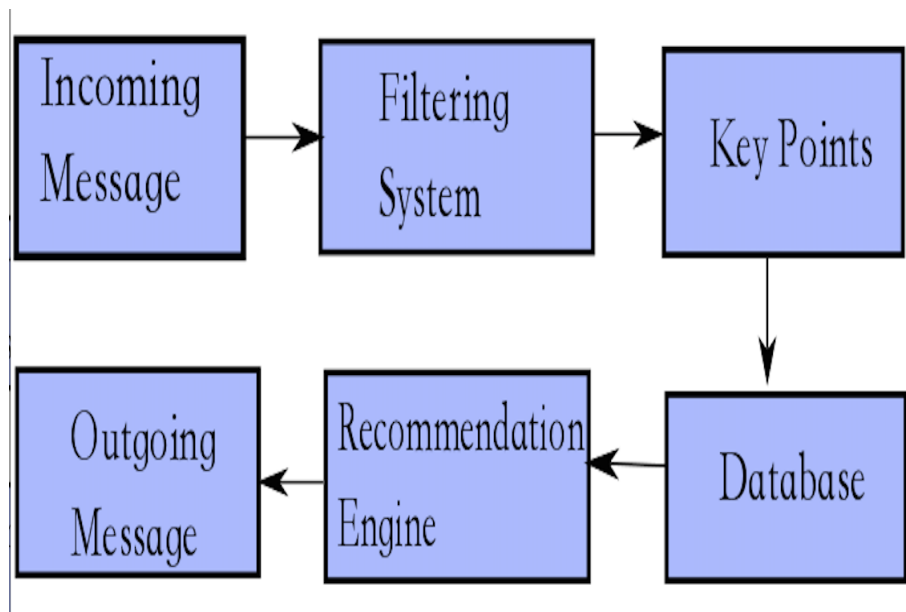 Incoming
Message
Filtering
System
Key Points
Database
Recommendation
Engine
Outgoing
Message